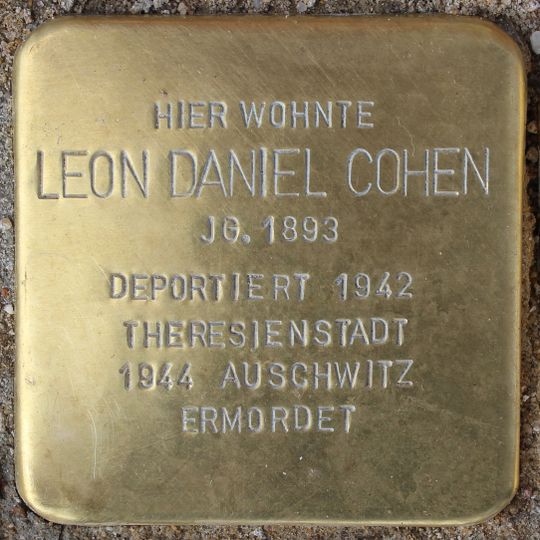 HIER WOHNTE
LEON DANIEL COHEN
JG. 1893
DEPORTIERT 1942
THERESIENSTADT
1944 AUSCHWITZ
ERMORDET